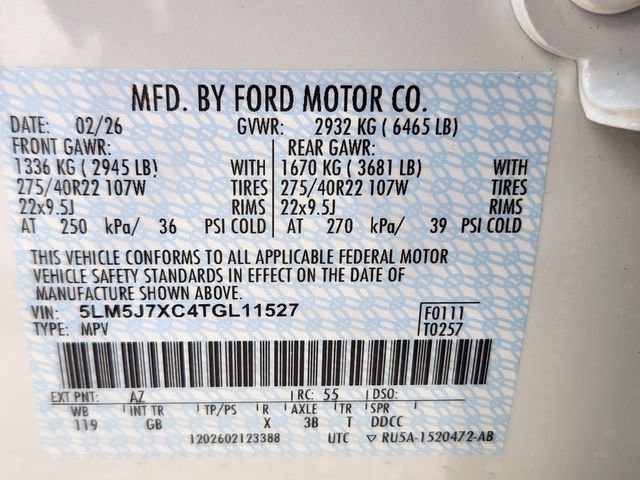 MFD. BY FORD MOTOR CO.
DATE: 02/26 GVWR: 2932 KG ( 6465 LB)
FRONT GAWR: REAR GAWR:
1336 KG ( 2945 LB) WITH 1670 KG ( 3681 LB) WITH
275/40R22 107W TIRES 275/40R22 107W TIRES
22x9.5J RIMS 22x9.5J RIMS
AT 250 kPa/ 36 PSI COLD AT 270 kPa/ 39 PSI COLD
THIS VEHICLE CONFORMS TO ALL APPLICABLE FEDERAL MOTOR
VEHICLE SAFETY STANDARDS IN EFFECT ON THE DATE OF
MANUFACTURE SHOWN ABOVE.
VIN: 5LM5J7XC4TGL11527 F0111
TYPE: MPV T0257
EXT PNT: AZ RC: 55 DSO:
WB INT TR TP/PS R AXLE TR SPR
119 GB X 3B T DDCC
1202602123388 UTC ▽ RU5A-1520472-AB